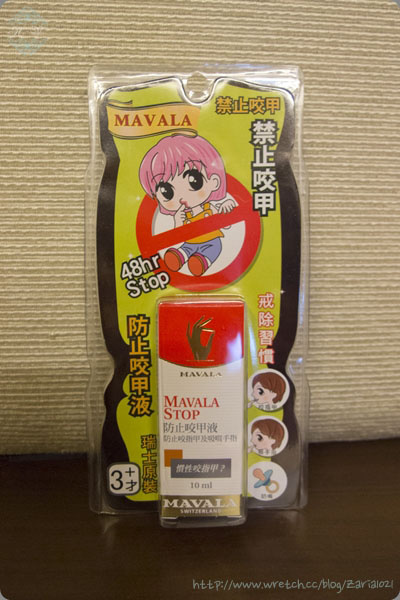 MAVALA
禁止咬甲
禁止咬甲
48hr
Stop
防止咬甲液
瑞士原裝
3+才
戒除習慣
MAVALA
MAVALA
STOP
防止咬甲液
防止咬指甲及吸吮手指
慣性咬指甲?
10 ml
MAVALA
SWITZERLAND
http://www.wretch.cc/blog/Zaria1021